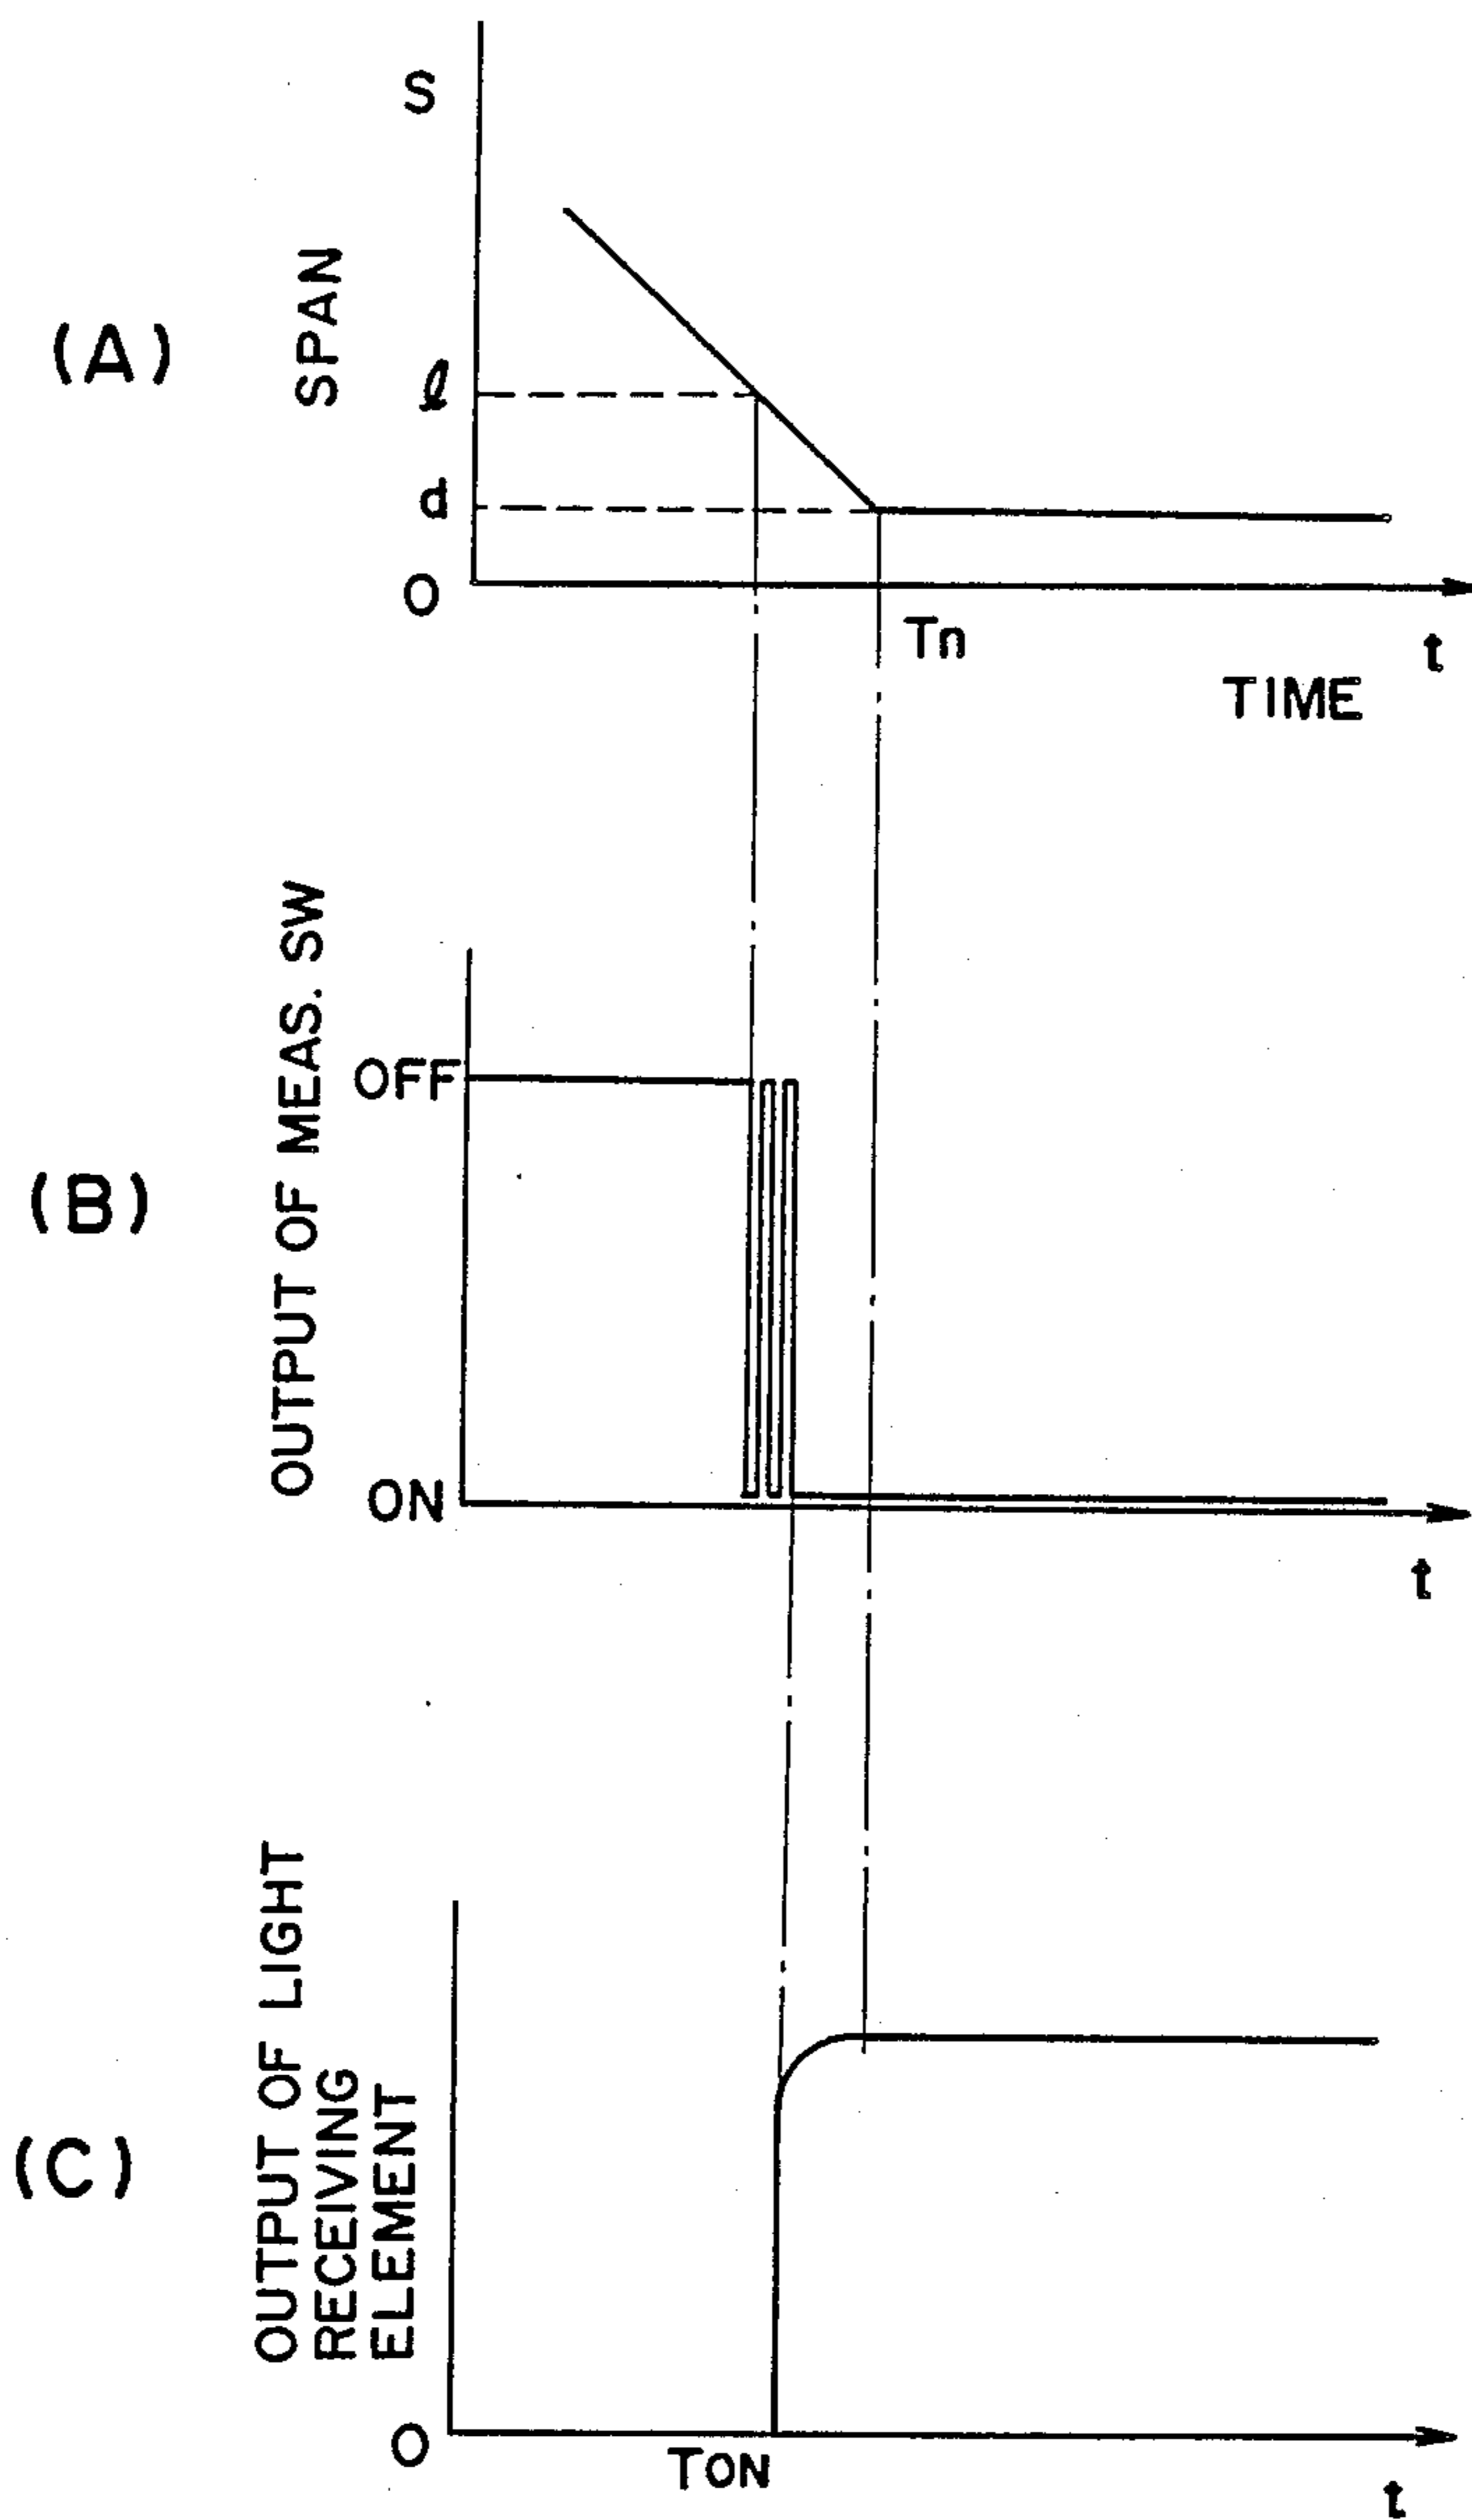 (A)
SPAN
S
ℓ
d
O
Tn
t
TIME
(B)
OUTPUT OF MEAS. SW
OFF
ON
t
(C)
OUTPUT OF LIGHT
RECEIVING
ELEMENT
O
TON
t